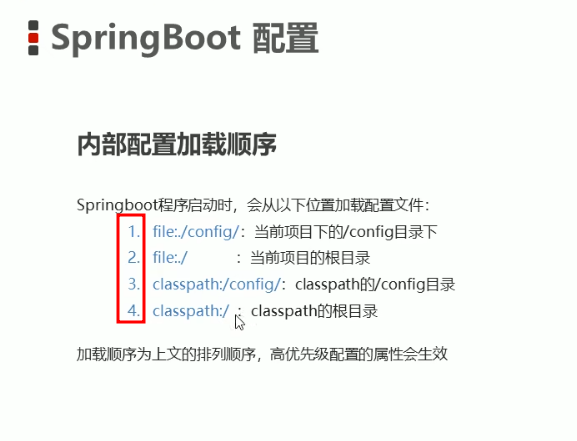 SpringBoot 配置
内部配置加载顺序
Springboot程序启动时，会从以下位置加载配置文件：
1. file:./config/：当前项目下的/config目录下
2. file:./ ：当前项目的根目录
3. classpath:/config/：classpath的/config目录
4. classpath:/ ：classpath的根目录
加载顺序为上文的排列顺序，高优先级配置的属性会生效